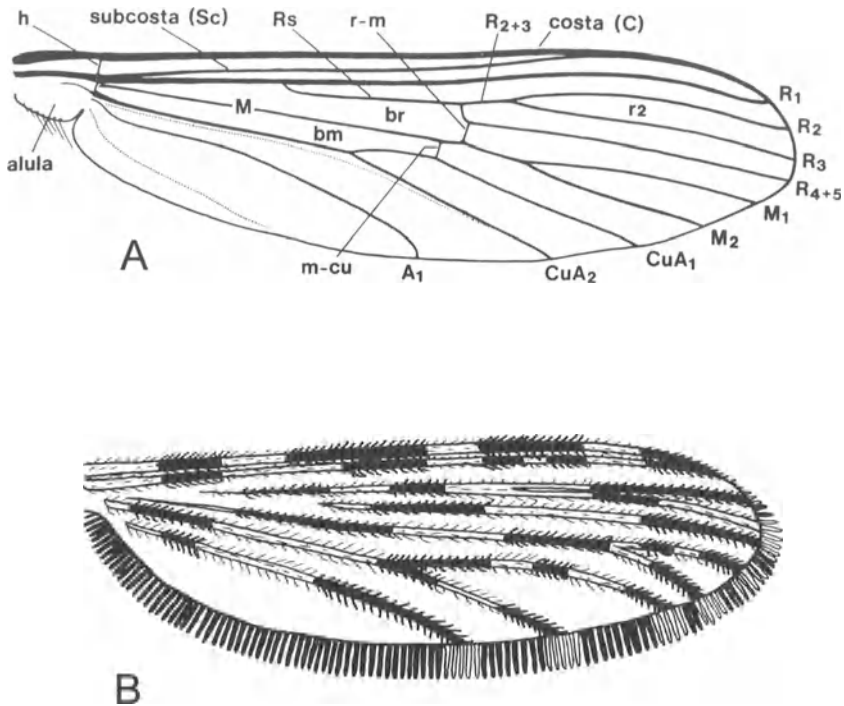 h
subcosta (Sc)
Rs
r-m
R2+3
costa (C)
R1
R2
R3
R4+5
M1
M2
CuA1
CuA2
A1
m-cu
alula
M
br
bm
r2
A
B